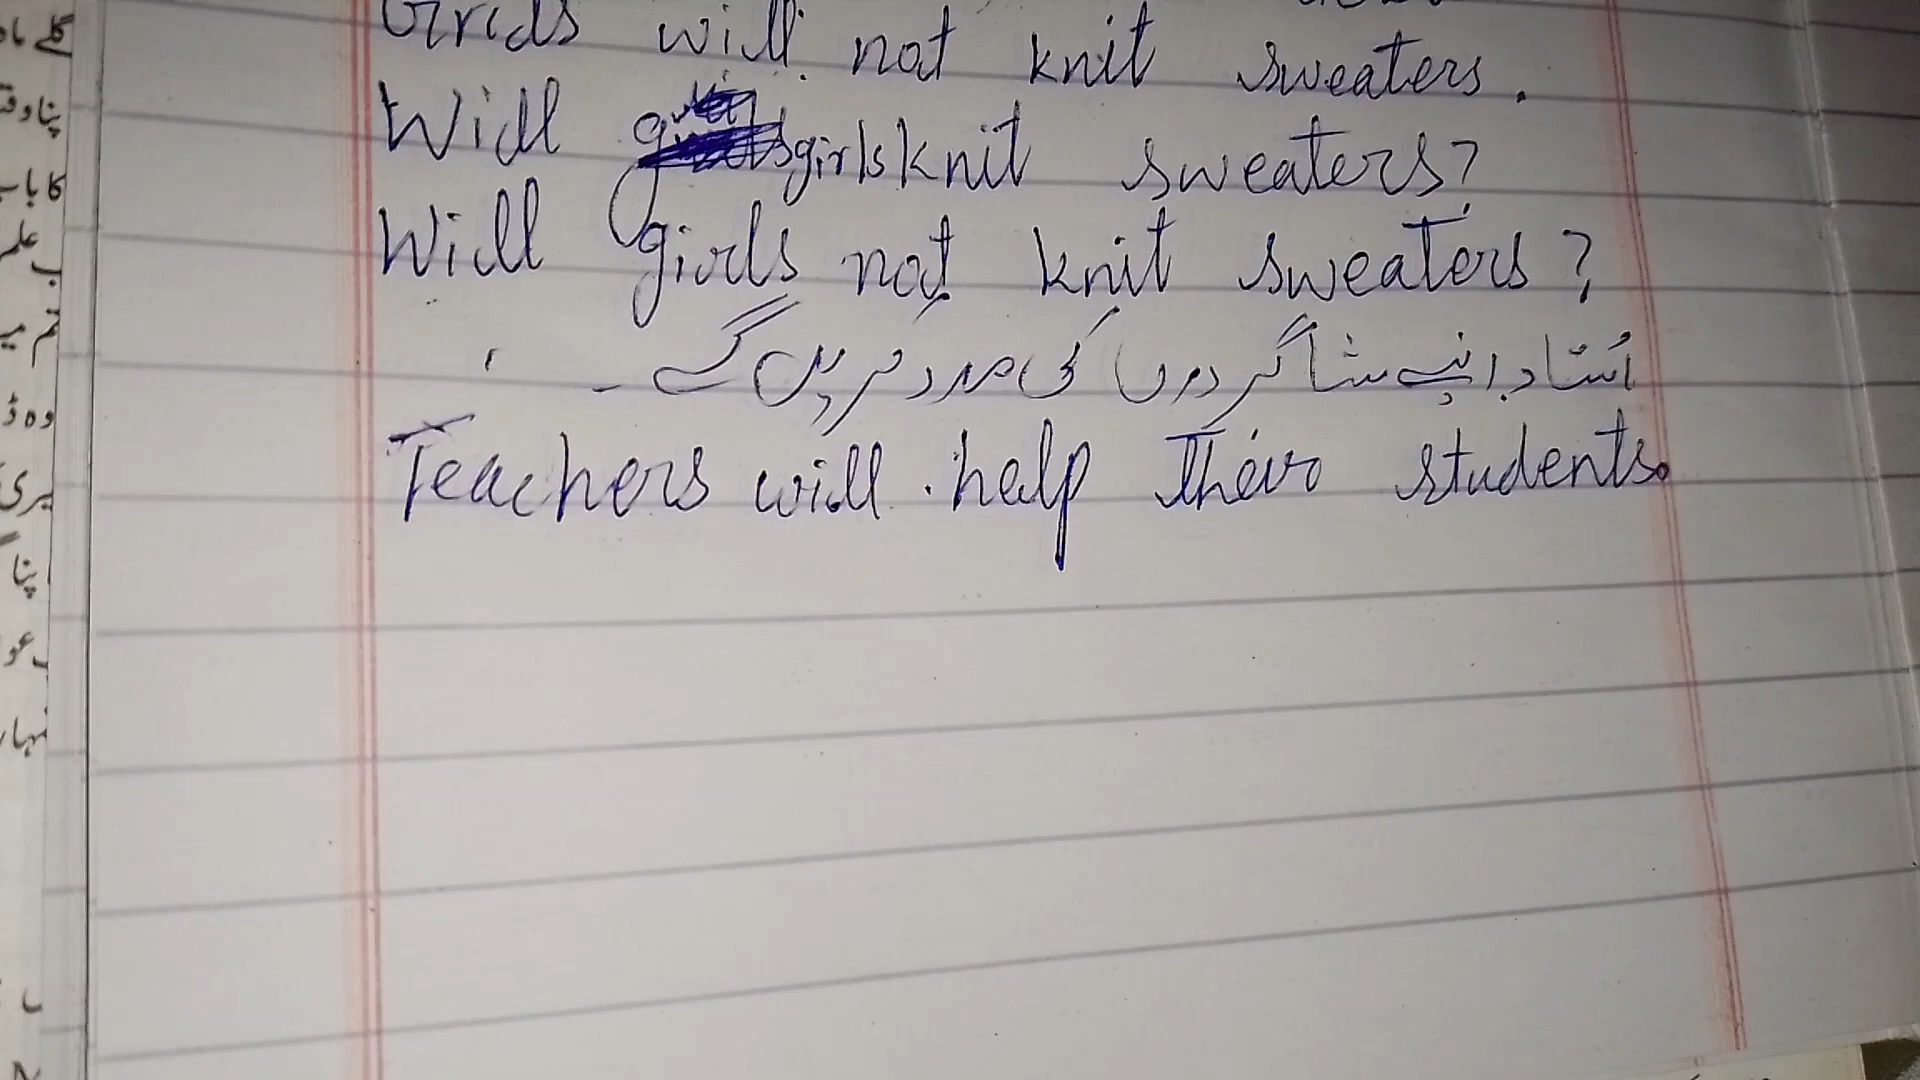 Girls will not knit sweaters.
Will girls knit sweaters?
Will girls not knit sweaters?
اُستاد اپنے شاگردوں کی مدد کریں گے۔
Teachers will help their students.